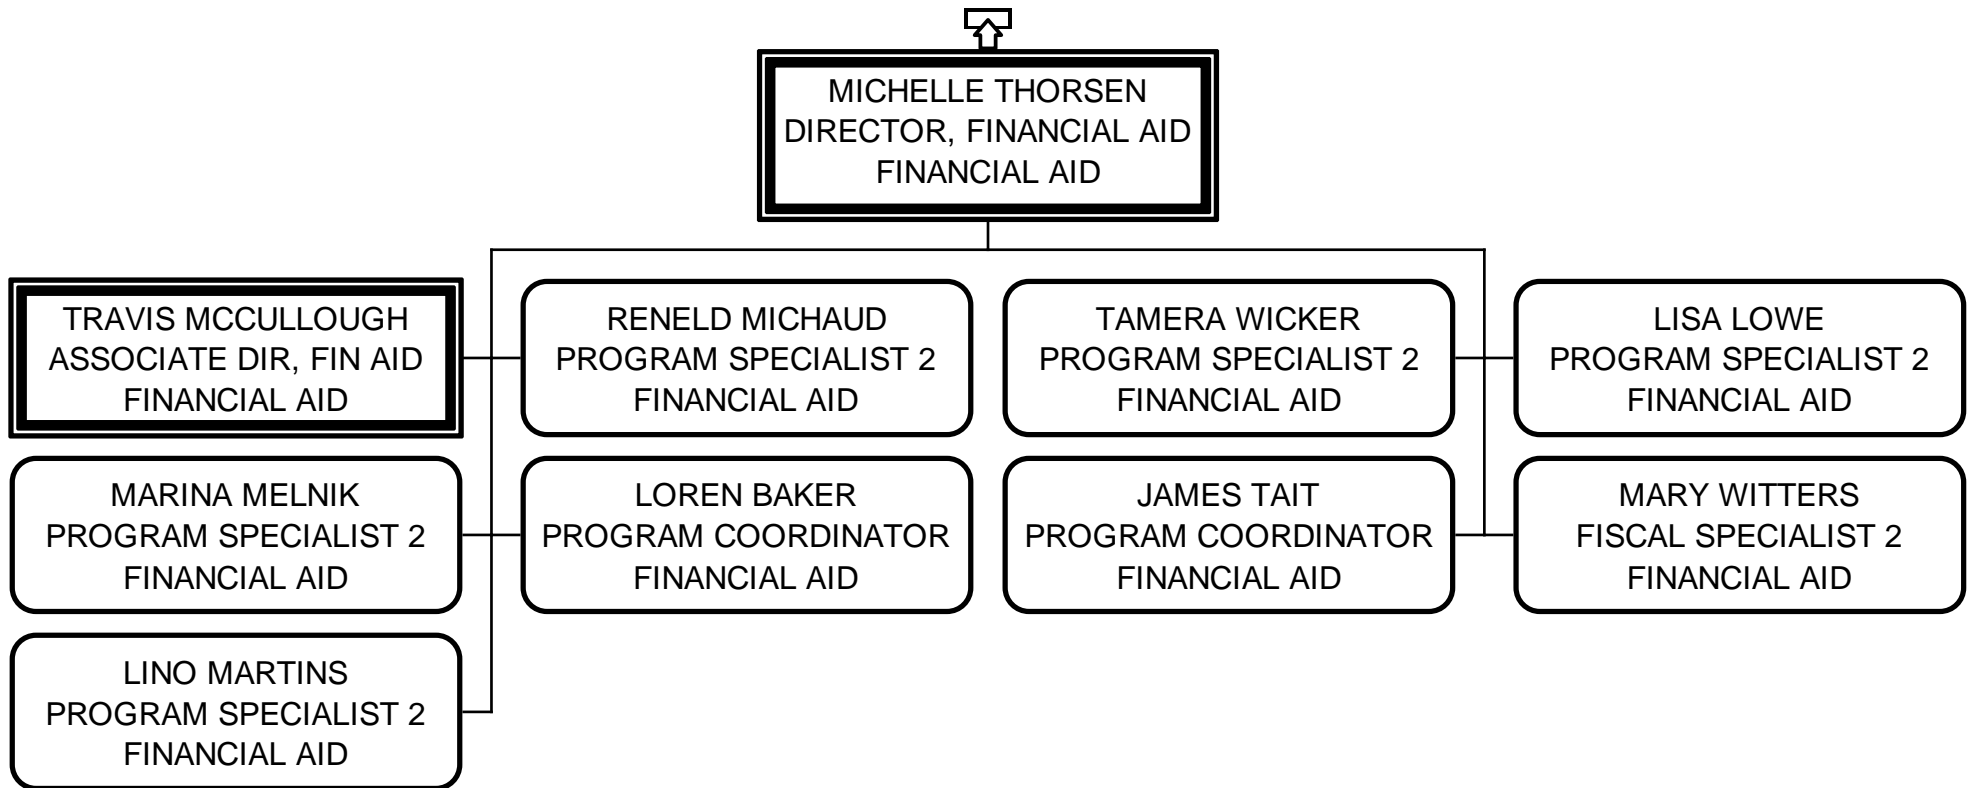 MICHELLE THORSEN
DIRECTOR, FINANCIAL AID
FINANCIAL AID
TRAVIS MCCULLOUGH
ASSOCIATE DIR, FIN AID
FINANCIAL AID
RENELD MICHAUD
PROGRAM SPECIALIST 2
FINANCIAL AID
TAMERA WICKER
PROGRAM SPECIALIST 2
FINANCIAL AID
LISA LOWE
PROGRAM SPECIALIST 2
FINANCIAL AID
MARINA MELNIK
PROGRAM SPECIALIST 2
FINANCIAL AID
LOREN BAKER
PROGRAM COORDINATOR
FINANCIAL AID
JAMES TAIT
PROGRAM COORDINATOR
FINANCIAL AID
MARY WITTERS
FISCAL SPECIALIST 2
FINANCIAL AID
LINO MARTINS
PROGRAM SPECIALIST 2
FINANCIAL AID